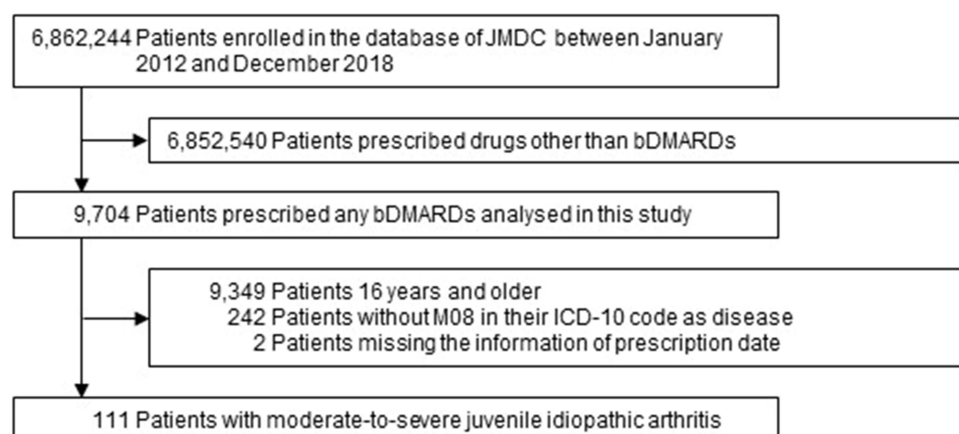 6,862,244 Patients enrolled in the database of JMDC between January
2012 and December 2018
6,852,540 Patients prescribed drugs other than bDMARDs
9,704 Patients prescribed any bDMARDs analysed in this study
9,349 Patients 16 years and older
242 Patients without M08 in their ICD-10 code as disease
2 Patients missing the information of prescription date
111 Patients with moderate-to-severe juvenile idiopathic arthritis